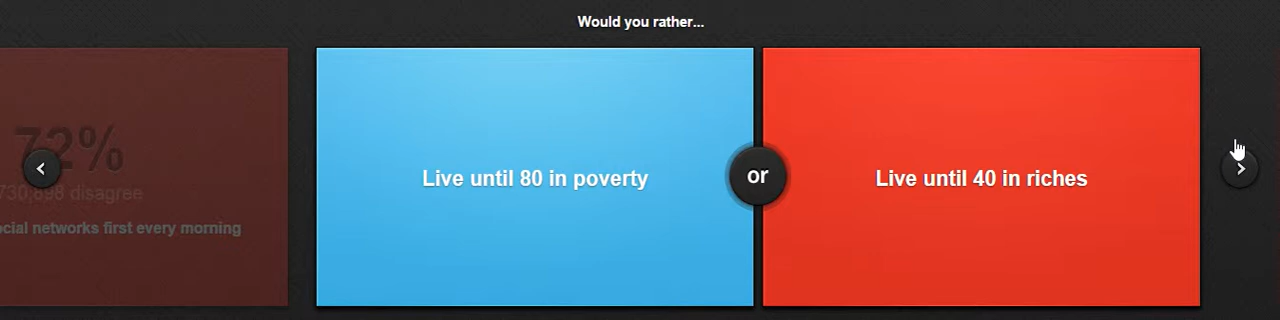 Would you rather...
72%
disagree
social networks first every morning
Live until 80 in poverty
or
Live until 40 in riches